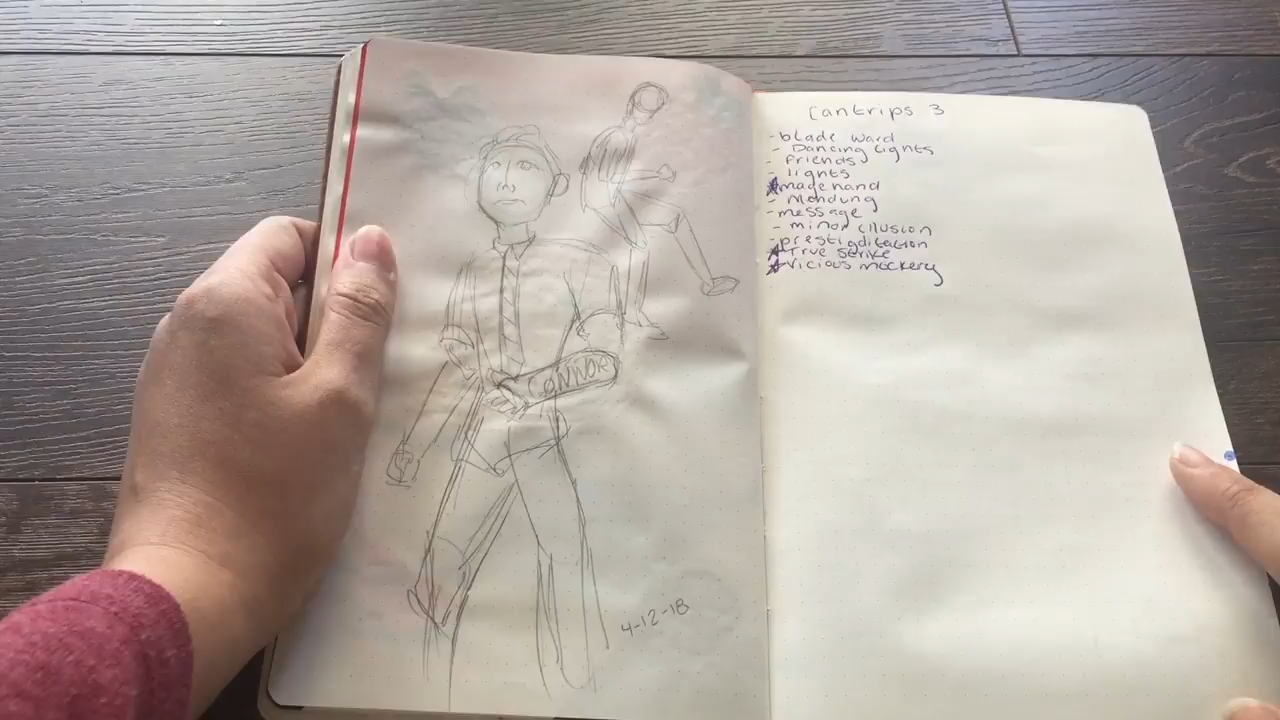 CONNOR
4-12-18
Cantrips 3
- blade ward
- Dancing Lights
- Friends
- lights
- mage hand
- Mending
- message
- minor illusion
- prestigditation
- True Strike
- vicious mockery